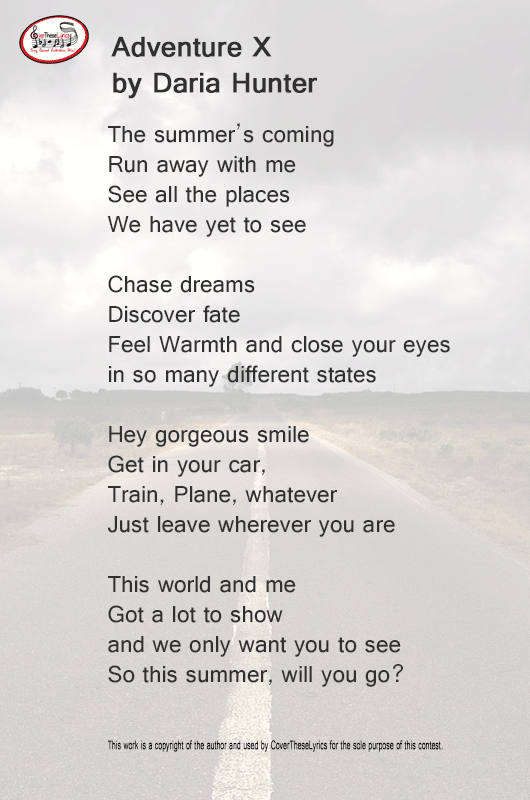 CoverTheseLyrics
Adventure X
by Daria Hunter
The summer's coming
Run away with me
See all the places
We have yet to see
Chase dreams
Discover fate
Feel Warmth and close your eyes
in so many different states
Hey gorgeous smile
Get in your car,
Train, Plane, whatever
Just leave wherever you are
This world and me
Got a lot to show
and we only want you to see
So this summer, will you go?
This work is a copyright of the author and used by CoverTheseLyrics for the sole purpose of this contest.